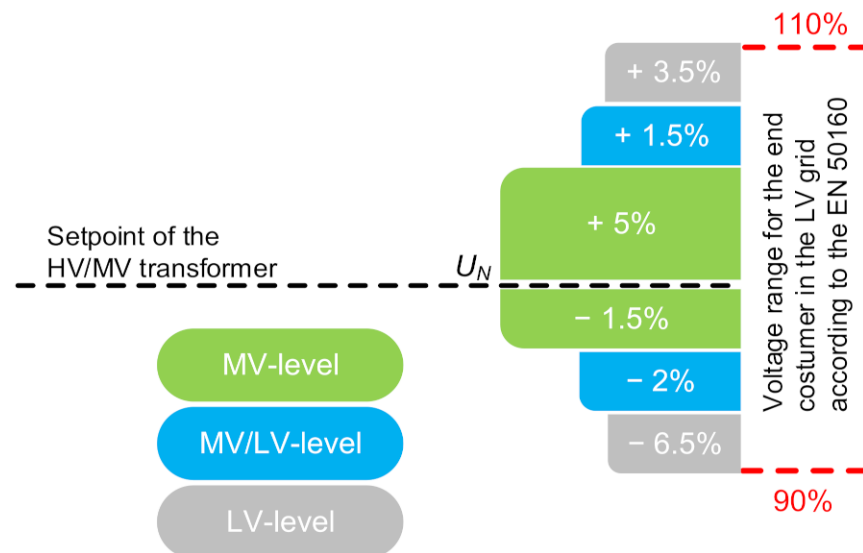 110%
+ 3.5%
+ 1.5%
+ 5%
Setpoint of the
HV/MV transformer
U_N
− 1.5%
− 2%
− 6.5%
90%
Voltage range for the end
costumer in the LV grid
according to the EN 50160
MV-level
MV/LV-level
LV-level